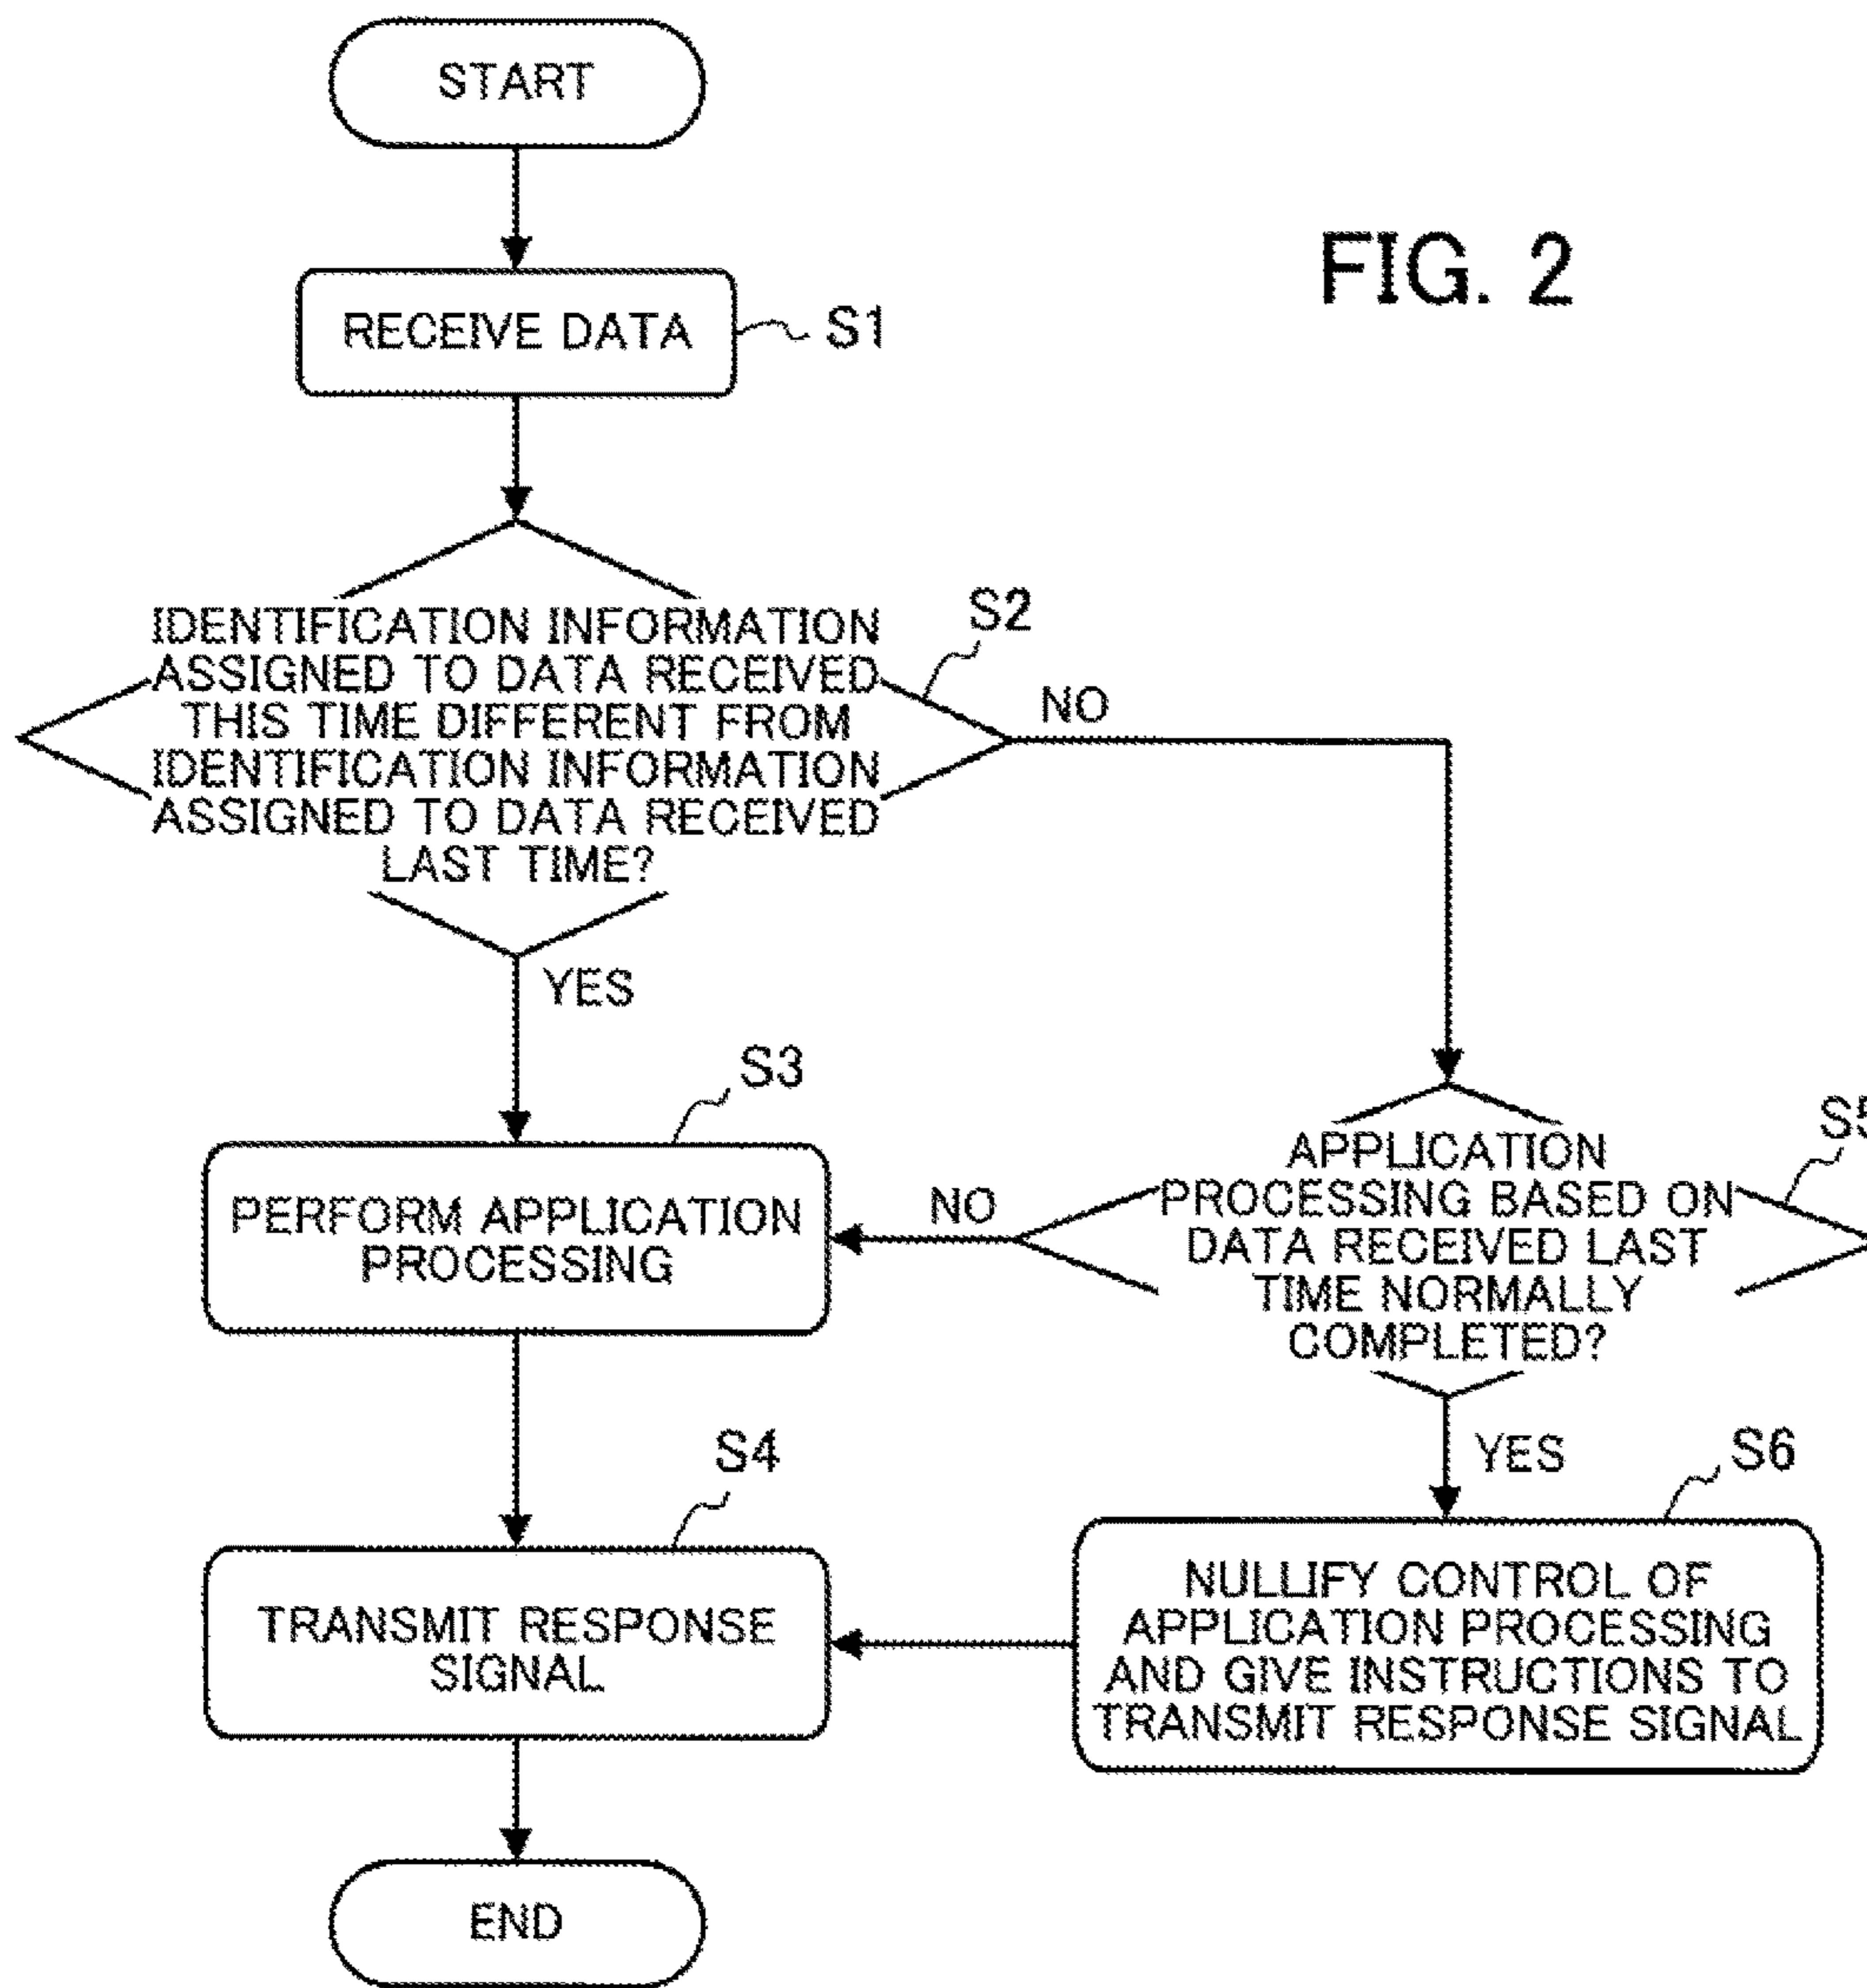 START
FIG. 2
RECEIVE DATA
S1
IDENTIFICATION INFORMATION
ASSIGNED TO DATA RECEIVED
THIS TIME DIFFERENT FROM
IDENTIFICATION INFORMATION
ASSIGNED TO DATA RECEIVED
LAST TIME?
S2
NO
YES
S3
PERFORM APPLICATION
PROCESSING
NO
APPLICATION
PROCESSING BASED ON
DATA RECEIVED LAST
TIME NORMALLY
COMPLETED?
S5
YES
S4
TRANSMIT RESPONSE
SIGNAL
S6
NULLIFY CONTROL OF
APPLICATION PROCESSING
AND GIVE INSTRUCTIONS TO
TRANSMIT RESPONSE SIGNAL
END